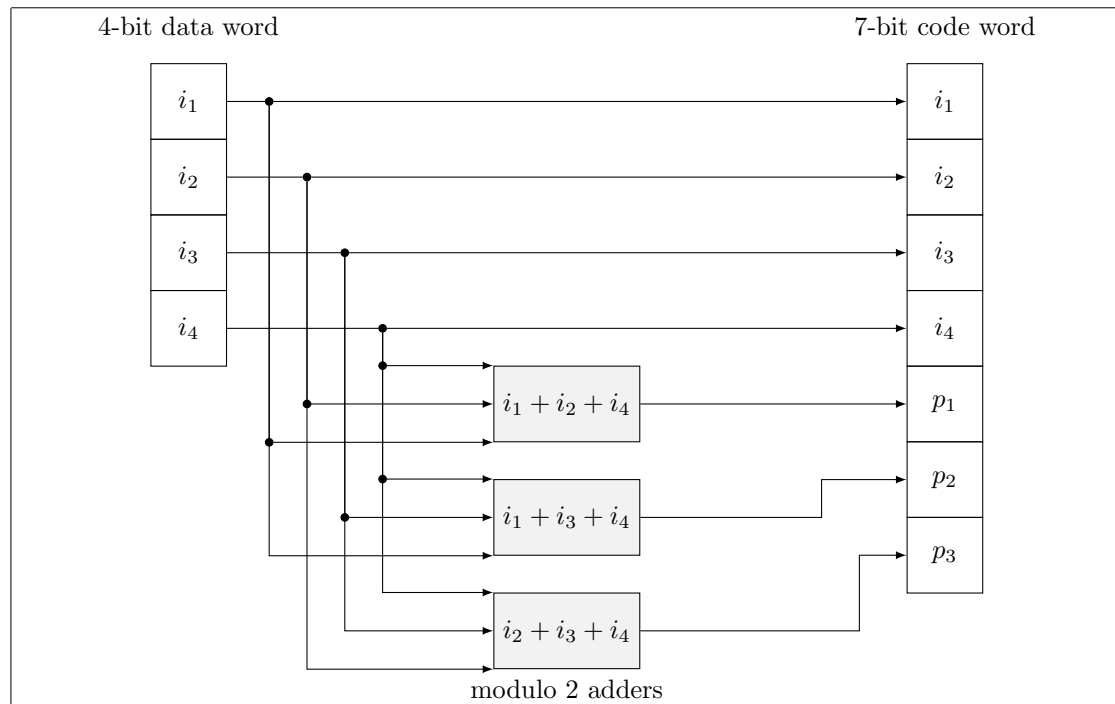 4-bit data word
7-bit code word
i₁
i₁
i₂
i₂
i₃
i₃
i₄
i₄
i₁ + i₂ + i₄
p₁
i₁ + i₃ + i₄
p₂
i₂ + i₃ + i₄
p₃
modulo 2 adders